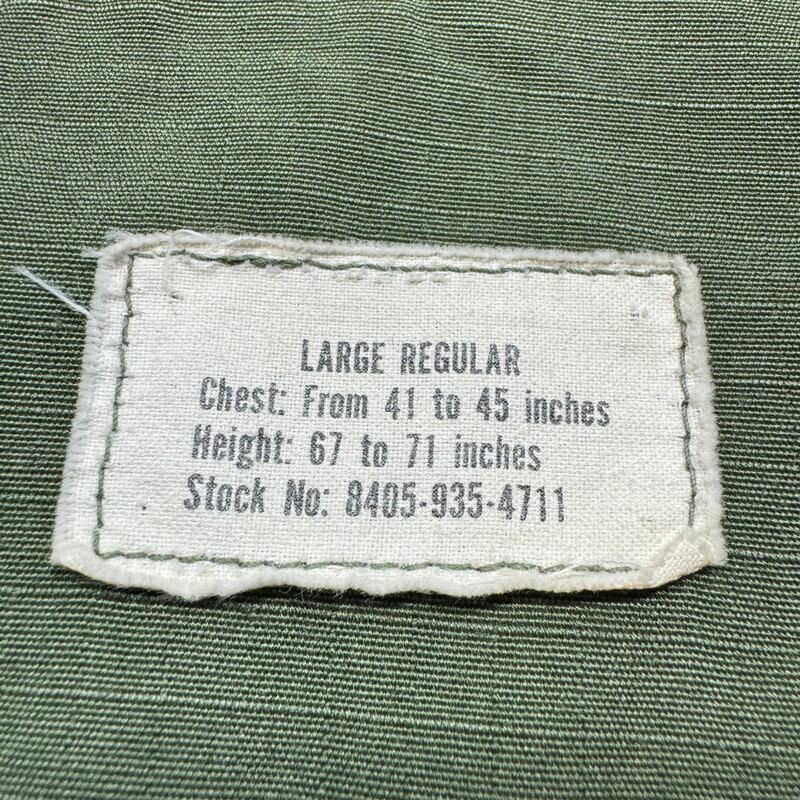 LARGE REGULAR
Chest: From 41 to 45 inches
Height: 67 to 71 inches
Stock No: 8405-935-4711